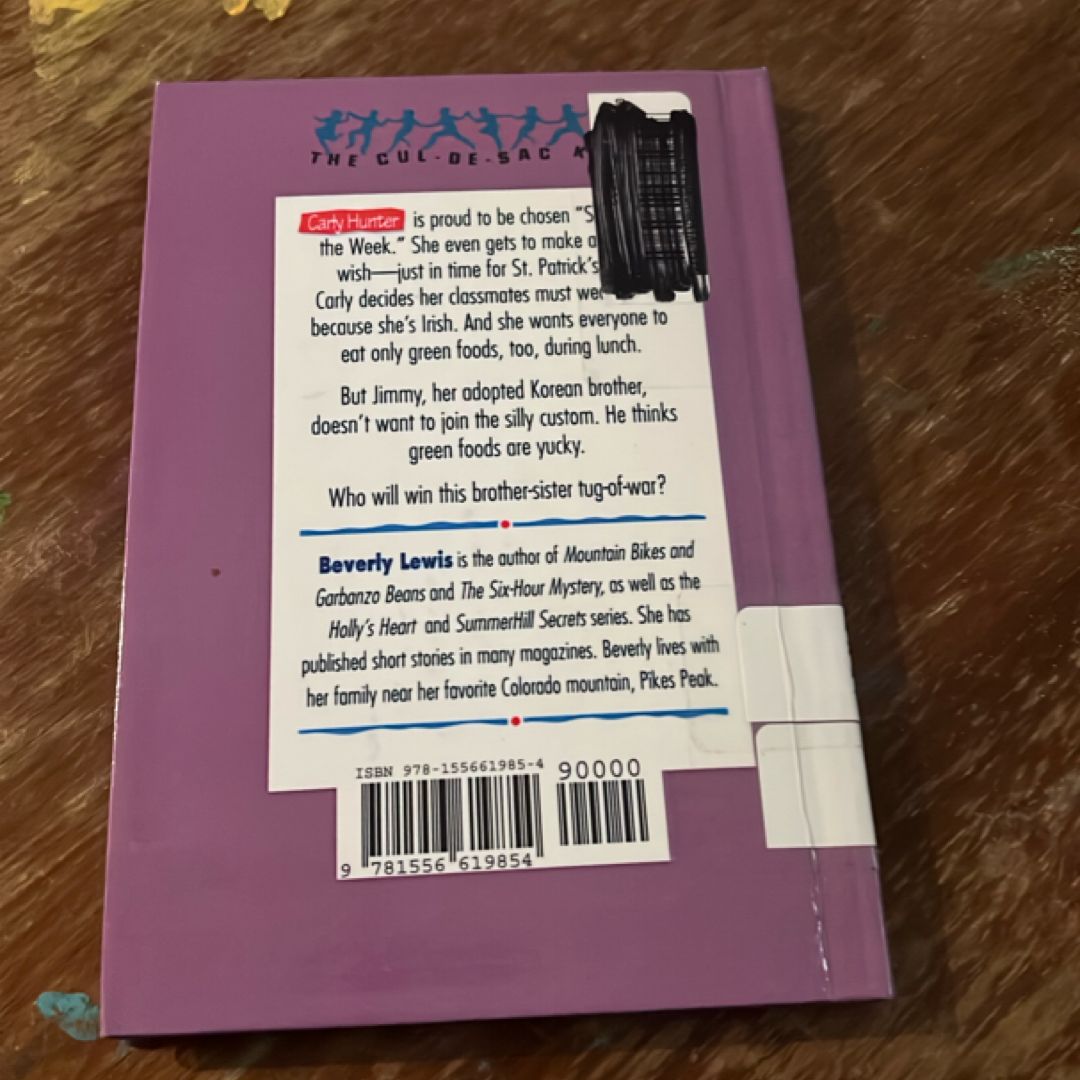 THE CUL-DE-SAC K
Carly Hunter is proud to be chosen "S
the Week." She even gets to make a
wish—just in time for St. Patrick's
Carly decides her classmates must
because she's Irish. And she wants everyone to
eat only green foods, too, during lunch.
But Jimmy, her adopted Korean brother,
doesn't want to join the silly custom. He thinks
green foods are yucky.
Who will win this brother-sister tug-of-war?
Beverly Lewis is the author of Mountain Bikes and
Garbanzo Beans and The Six-Hour Mystery, as well as the
Holly's Heart and SummerHill Secrets series. She has
published short stories in many magazines. Beverly lives with
her family near her favorite Colorado mountain, Pikes Peak.
ISBN 978-155661985-4
90000
9 781556 619854